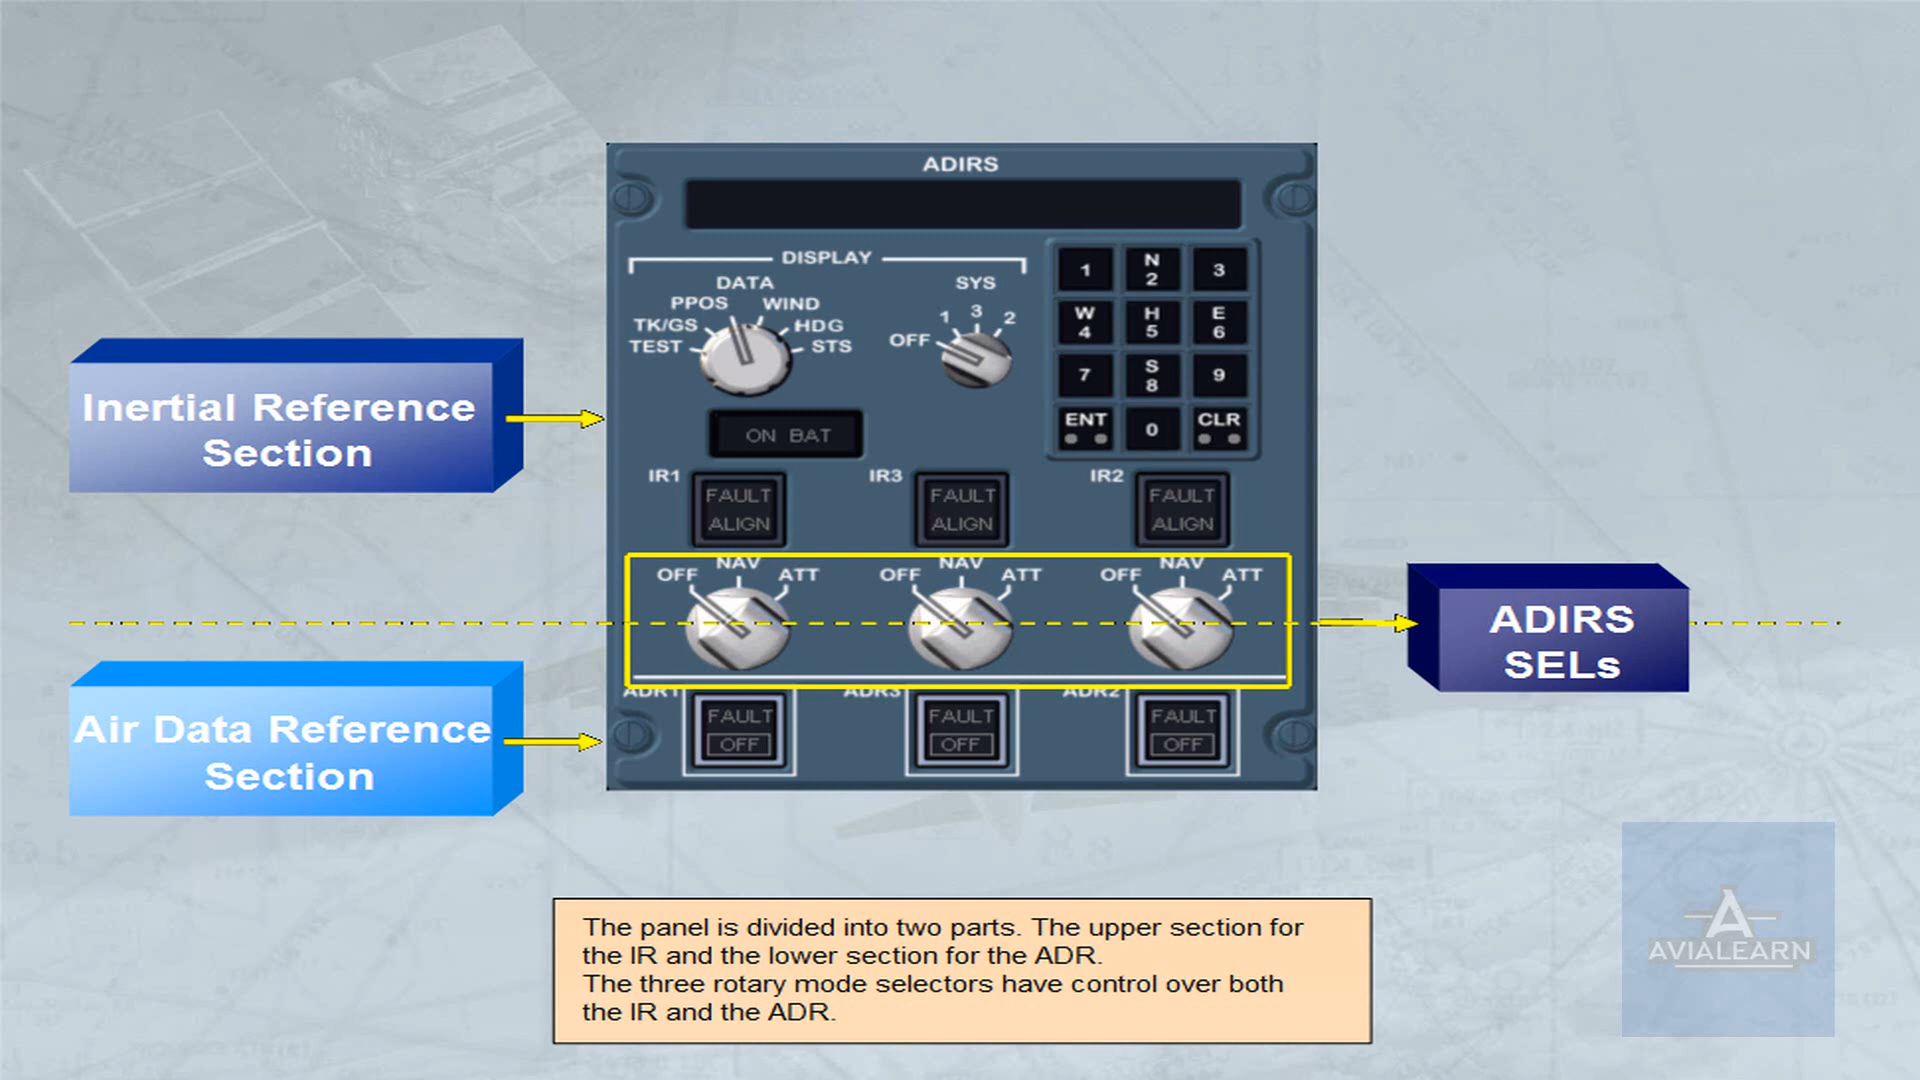 ADIRS
DISPLAY
DATA
SYS
PPOS
WIND
TK/GS
HDG
TEST
STS
OFF
1
3
2
1
N
2
3
W
4
H
5
E
6
7
S
8
9
ENT
0
CLR
ON BAT
IR1
FAULT
ALIGN
IR3
FAULT
ALIGN
IR2
FAULT
ALIGN
OFF NAV ATT
OFF NAV ATT
OFF NAV ATT
ADR1
FAULT
OFF
ADR3
FAULT
OFF
ADR2
FAULT
OFF
Inertial Reference
Section
Air Data Reference
Section
ADIRS
SELs
The panel is divided into two parts. The upper section for
the IR and the lower section for the ADR.
The three rotary mode selectors have control over both
the IR and the ADR.
A
AVIALEARN